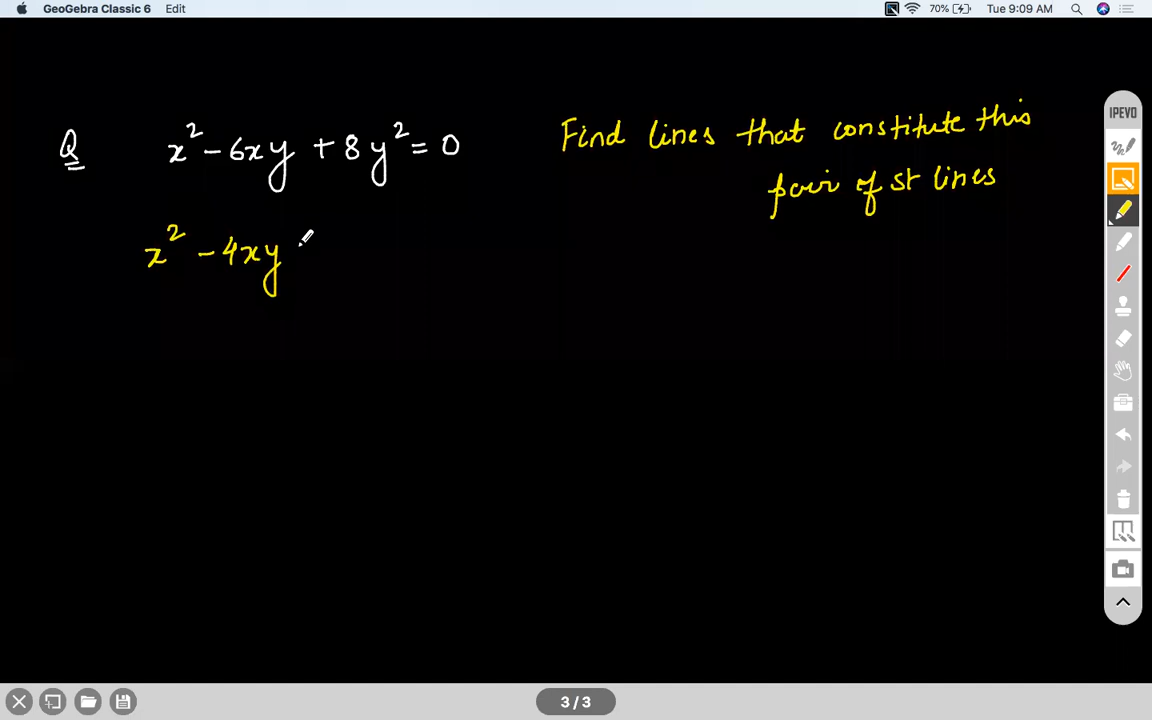 GeoGebra Classic 6 Edit 70% Tue 9:09 AM
Q x² - 6xy + 8y² = 0
Find lines that constitute this
pair of st lines
x² - 4xy
IPEVO
3 / 3